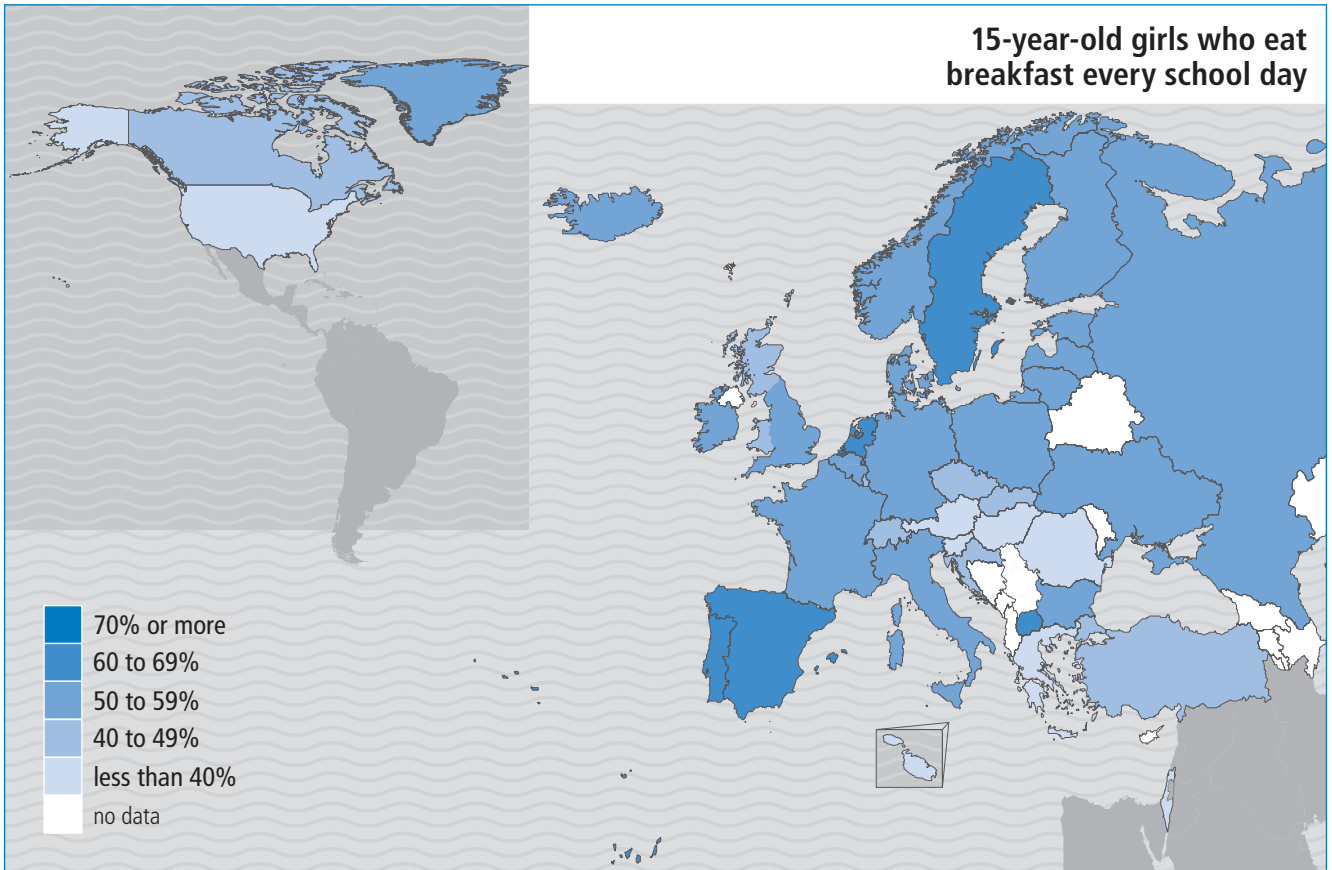 15-year-old girls who eat
breakfast every school day
70% or more
60 to 69%
50 to 59%
40 to 49%
less than 40%
no data